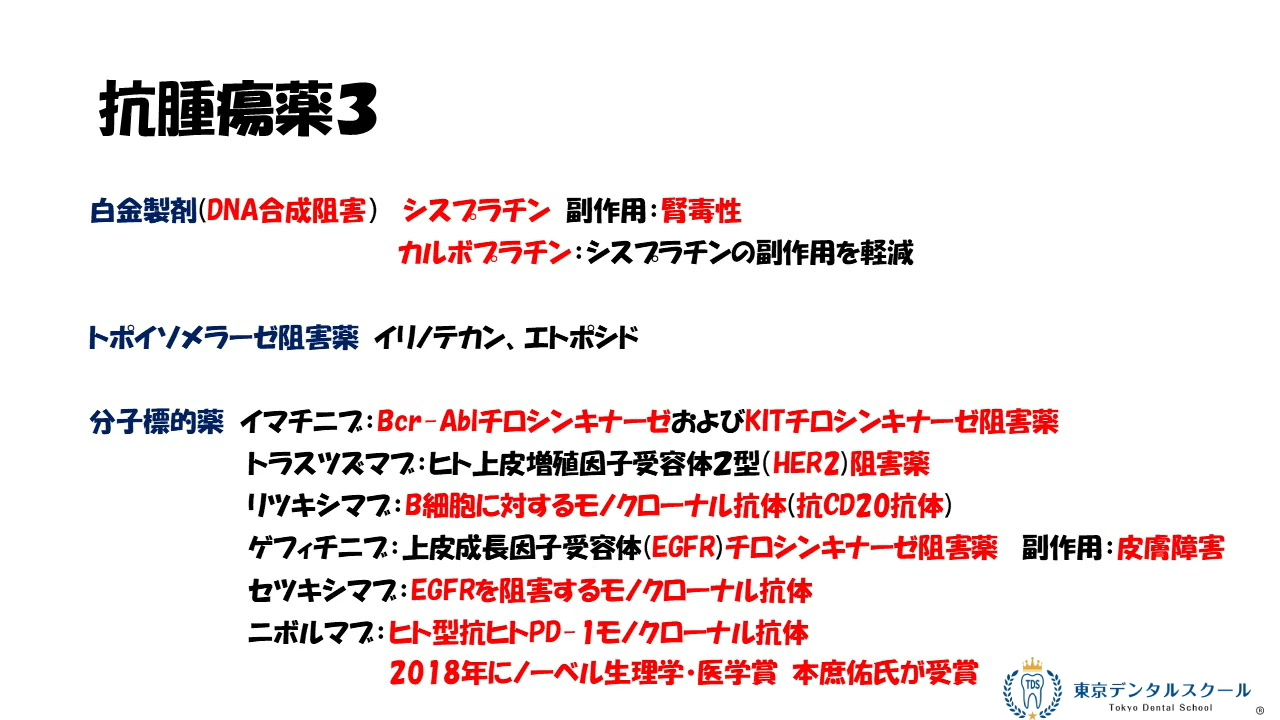 抗腫瘍薬3
白金製剤(DNA合成阻害) シスプラチン 副作用:腎毒性
カルボプラチン:シスプラチンの副作用を軽減
トポイソメラーゼ阻害薬 イリノテカン、エトポシド
分子標的薬 イマチニブ:Bcr-AblチロシンキナーゼおよびKITチロシンキナーゼ阻害薬
トラスツズマブ:ヒト上皮増殖因子受容体2型(HER2)阻害薬
リツキシマブ:B細胞に対するモノクローナル抗体(抗CD20抗体)
ゲフィチニブ:上皮成長因子受容体(EGFR)チロシンキナーゼ阻害薬 副作用:皮膚障害
セツキシマブ:EGFRを阻害するモノクローナル抗体
ニボルマブ:ヒト型抗ヒトPD-1モノクローナル抗体
2018年にノーベル生理学・医学賞 本庶佑氏が受賞
TDS
東京デンタルスクール
Tokyo Dental School
®